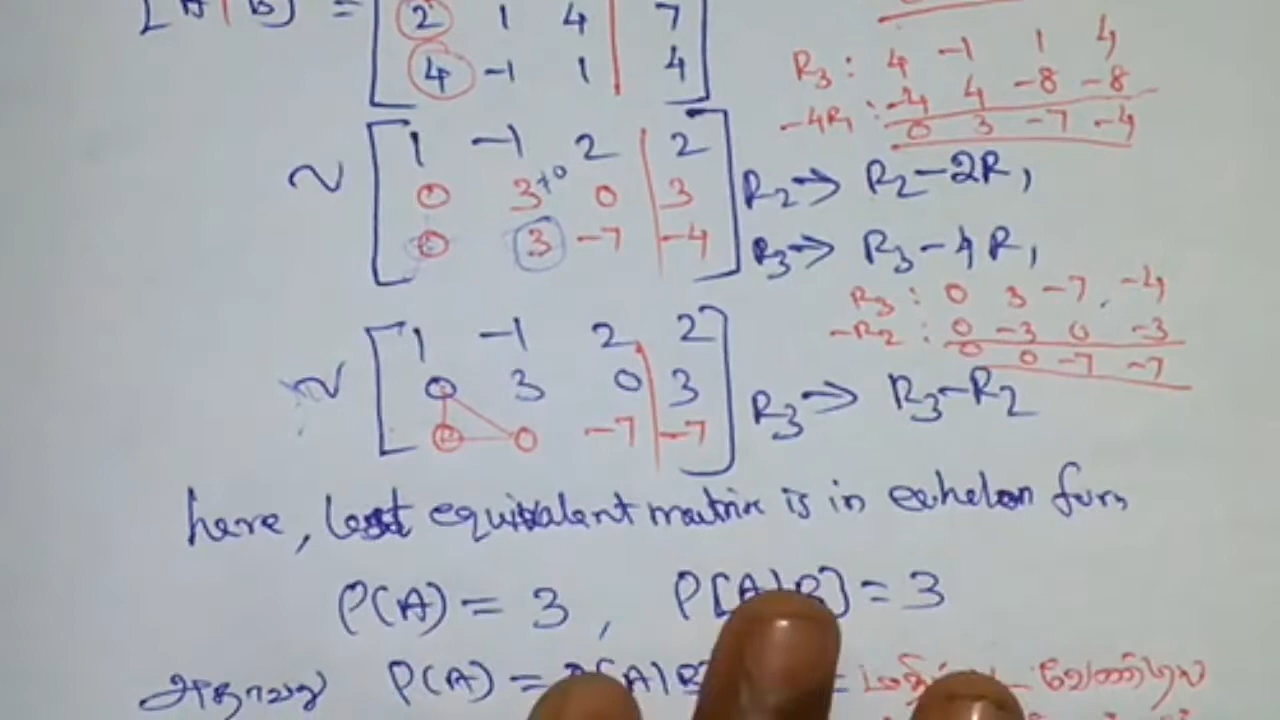 [A|B] = 2 1 4 | 7
4 -1 1 | 4
R3 : 4 -1 1 4
-4R1 : -4 4 -8 -8
0 3 -7 -4
~ [ 1 -1 2 | 2
0 3+0 0 | 3 ] R2 → R2-2R1
0 3 -7 | -4 R3 → R3-4R1
R3 : 0 3 -7 -4
-R2 : 0 -3 0 -3
0 0 -7 -7
~ [ 1 -1 2 | 2
0 3 0 | 3
0 0 -7 | -7 ] R3 → R3-R2
here, last equivalent matrix is in echelon form
ρ(A) = 3 , ρ[A|B] = 3
அதாவது ρ(A) = ρ[A|B] =